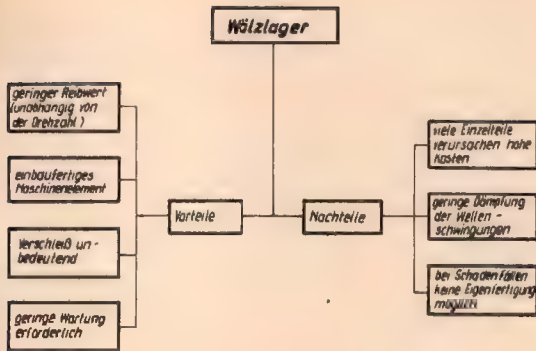 Wälzlager
geringer Reibwert
(unabhängig von
der Drehzahl)
einbaufertiges
Maschinenelement
Verschleiß un-
bedeutend
geringe Wartung
erforderlich
Vorteile
Nachteile
viele Einzelteile
verursachen hohe
Kosten
geringe Dämpfung
der Wellen-
schwingungen
bei Schadenfällen
keine Eigenfertigung
möglich